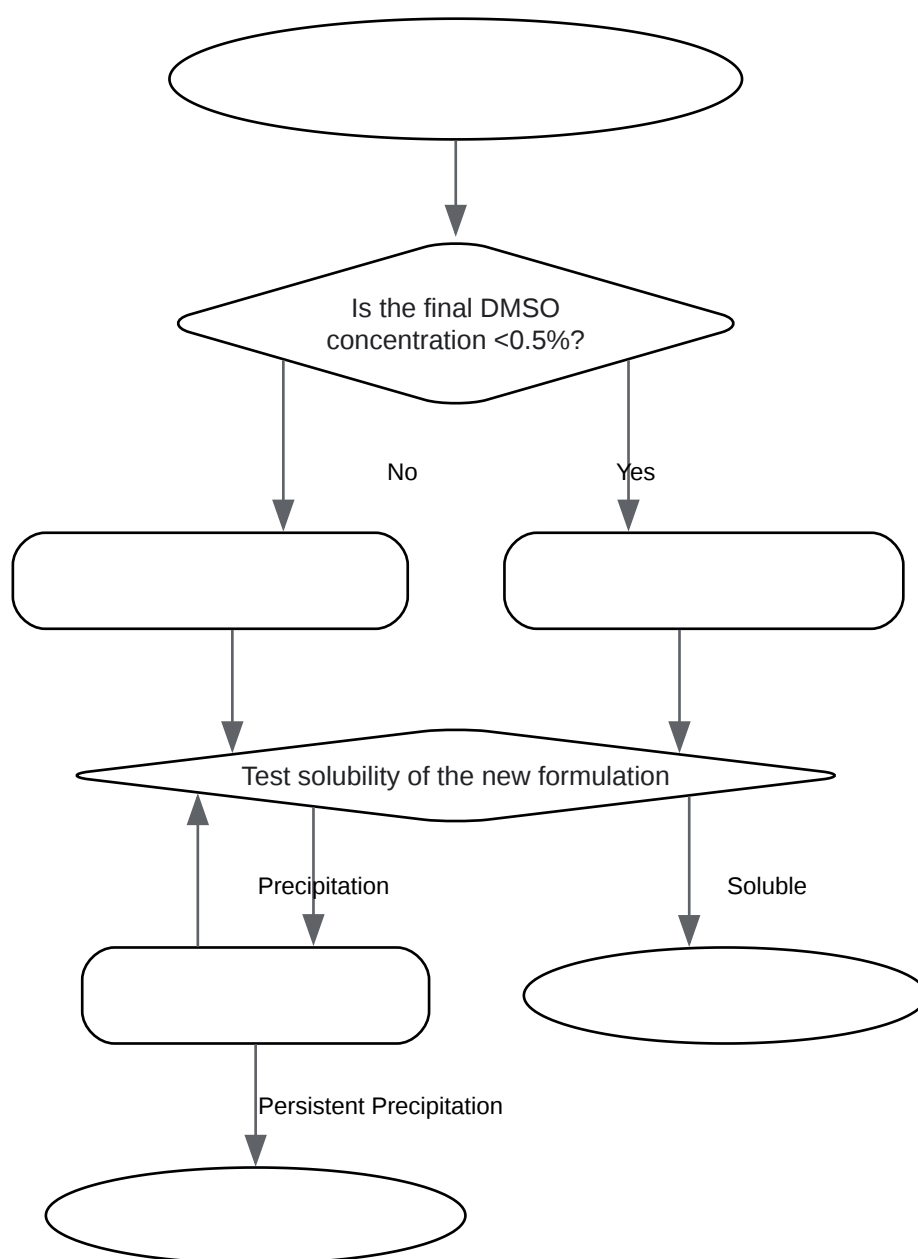 Is the final DMSO
concentration <0.5%?
No
Yes
Test solubility of the new formulation
Precipitation
Soluble
Persistent Precipitation